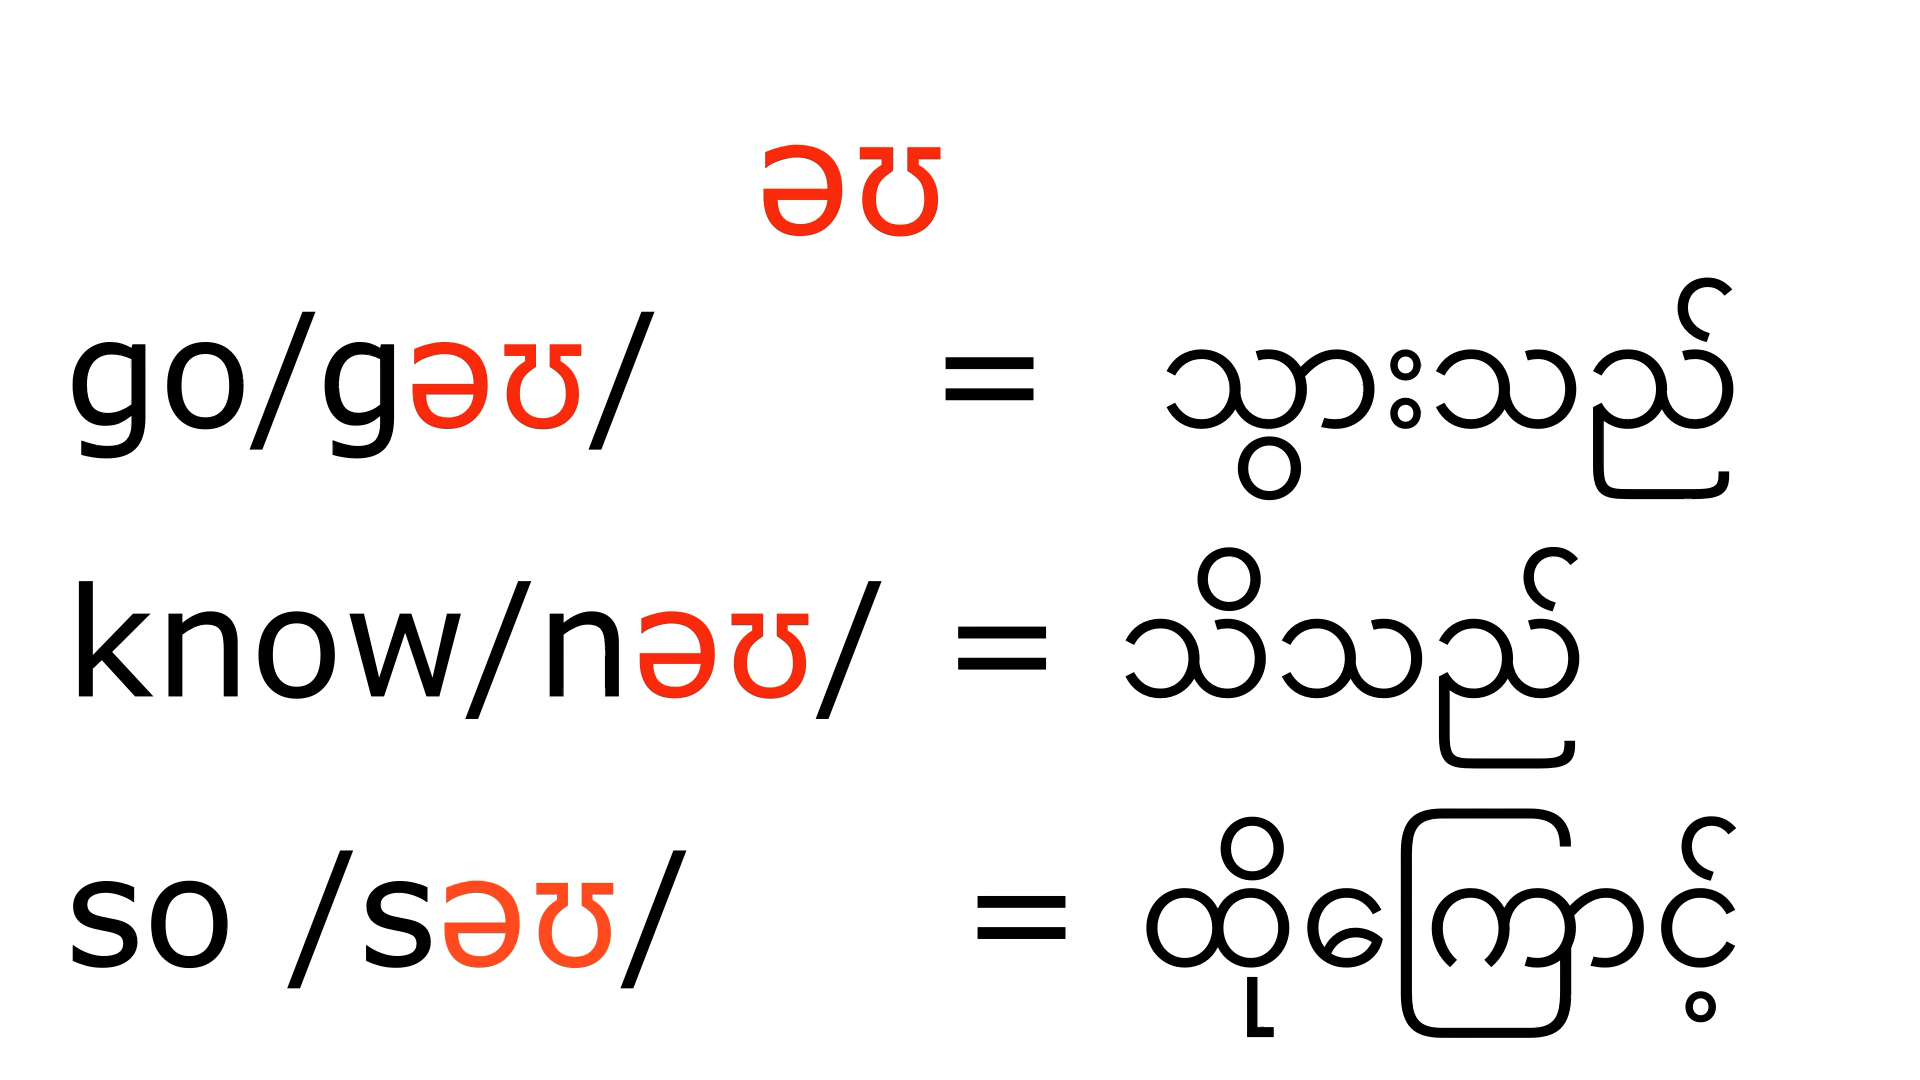 əʊ
go/gəʊ/ = သွားသည်
know/nəʊ/ = သိသည်
so /səʊ/ = ထို့ကြောင့်